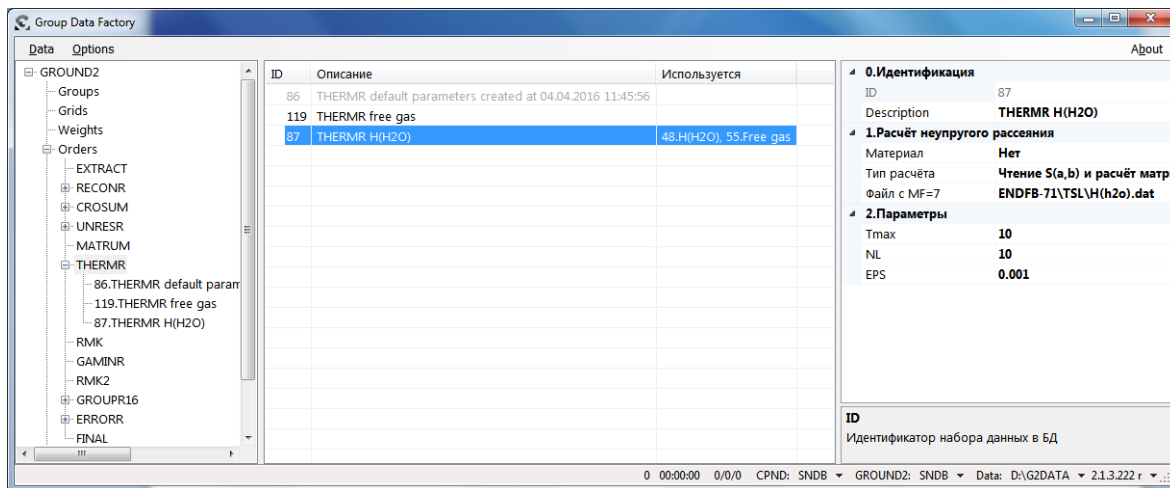 Group Data Factory
Data Options About
GROUND2
Groups
Grids
Weights
Orders
EXTRACT
RECONR
CROSUM
UNRESR
MATRUM
THERMR
86.THERMR default param
119.THERMR free gas
87.THERMR H(H2O)
RMK
GAMINR
RMK2
GROUPR16
ERRORR
FINAL
ID Описание Используется
86 THERMR default parameters created at 04.04.2016 11:45:56
119 THERMR free gas
87 THERMR H(H2O) 48.H(H2O), 55.Free gas
0.Идентификация
ID 87
Description THERMR H(H2O)
1.Расчёт неупругого рассеяния
Материал Нет
Тип расчёта Чтение S(a,b) и расчёт матр
Файл с MF=7 ENDFB-71\TSL\H(h2o).dat
2.Параметры
Tmax 10
NL 10
EPS 0.001
ID
Идентификатор набора данных в БД
0 00:00:00 0/0/0 CPND: SNDB GROUND2: SNDB Data: D:\G2DATA 2.1.3.222 r